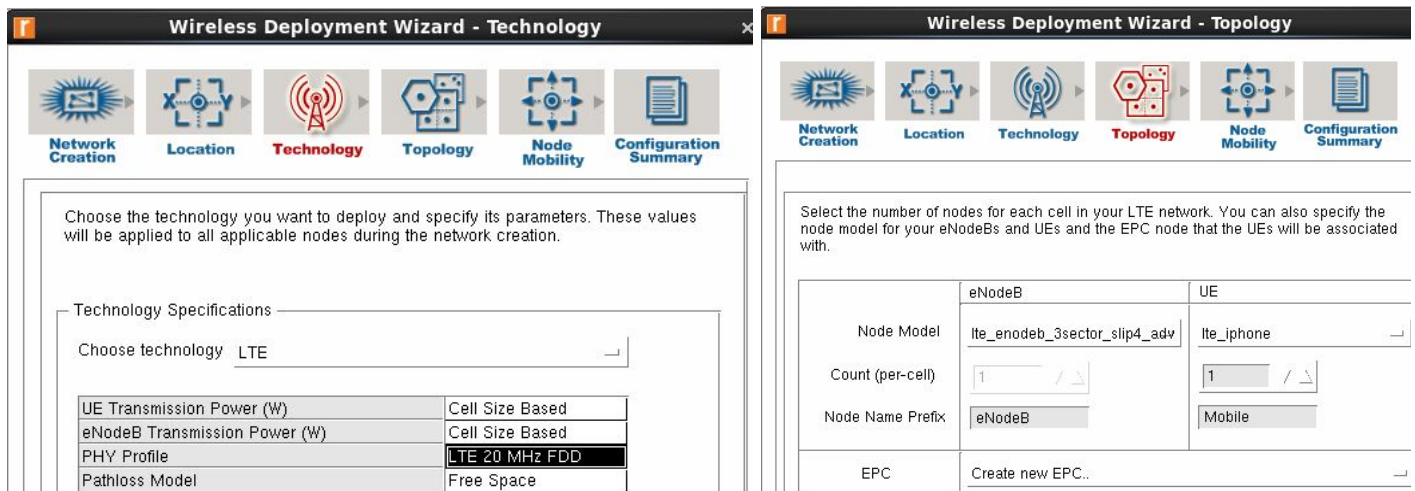 Wireless Deployment Wizard - Technology
Network Creation
Location
Technology
Topology
Node Mobility
Configuration Summary
Choose the technology you want to deploy and specify its parameters. These values
will be applied to all applicable nodes during the network creation.
Technology Specifications
Choose technology LTE
UE Transmission Power (W) Cell Size Based
eNodeB Transmission Power (W) Cell Size Based
PHY Profile LTE 20 MHz FDD
Pathloss Model Free Space
Wireless Deployment Wizard - Topology
Network Creation
Location
Technology
Topology
Node Mobility
Configuration Summary
Select the number of nodes for each cell in your LTE network. You can also specify the
node model for your eNodeBs and UEs and the EPC node that the UEs will be associated
with.
eNodeB UE
Node Model lte_enodeb_3sector_slip4_adv lte_iphone
Count (per-cell) 1 1
Node Name Prefix eNodeB Mobile
EPC Create new EPC..